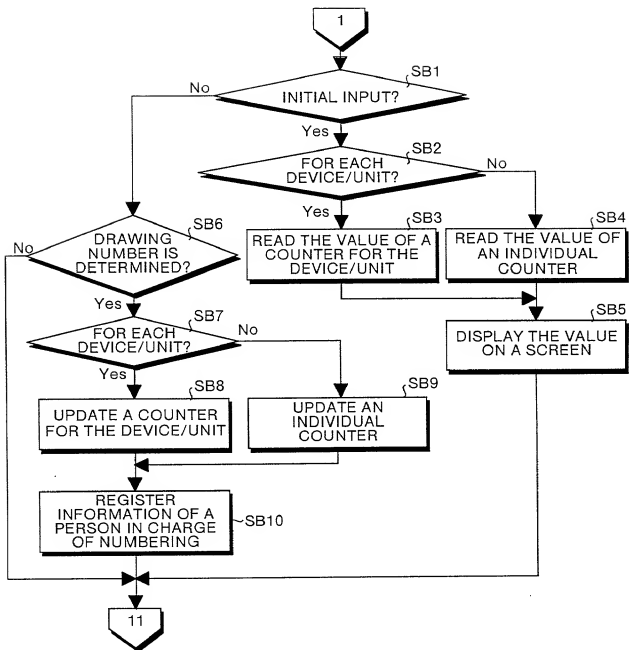 1
SB1
INITIAL INPUT?
No
Yes
SB2
FOR EACH
DEVICE/UNIT?
No
Yes
SB3
READ THE VALUE OF A
COUNTER FOR THE
DEVICE/UNIT
SB4
READ THE VALUE OF
AN INDIVIDUAL
COUNTER
SB5
DISPLAY THE VALUE
ON A SCREEN
SB6
DRAWING
NUMBER IS
DETERMINED?
No
Yes
SB7
FOR EACH
DEVICE/UNIT?
No
Yes
SB8
UPDATE A COUNTER
FOR THE DEVICE/UNIT
SB9
UPDATE AN
INDIVIDUAL
COUNTER
REGISTER
INFORMATION OF A
PERSON IN CHARGE
OF NUMBERING
SB10
11